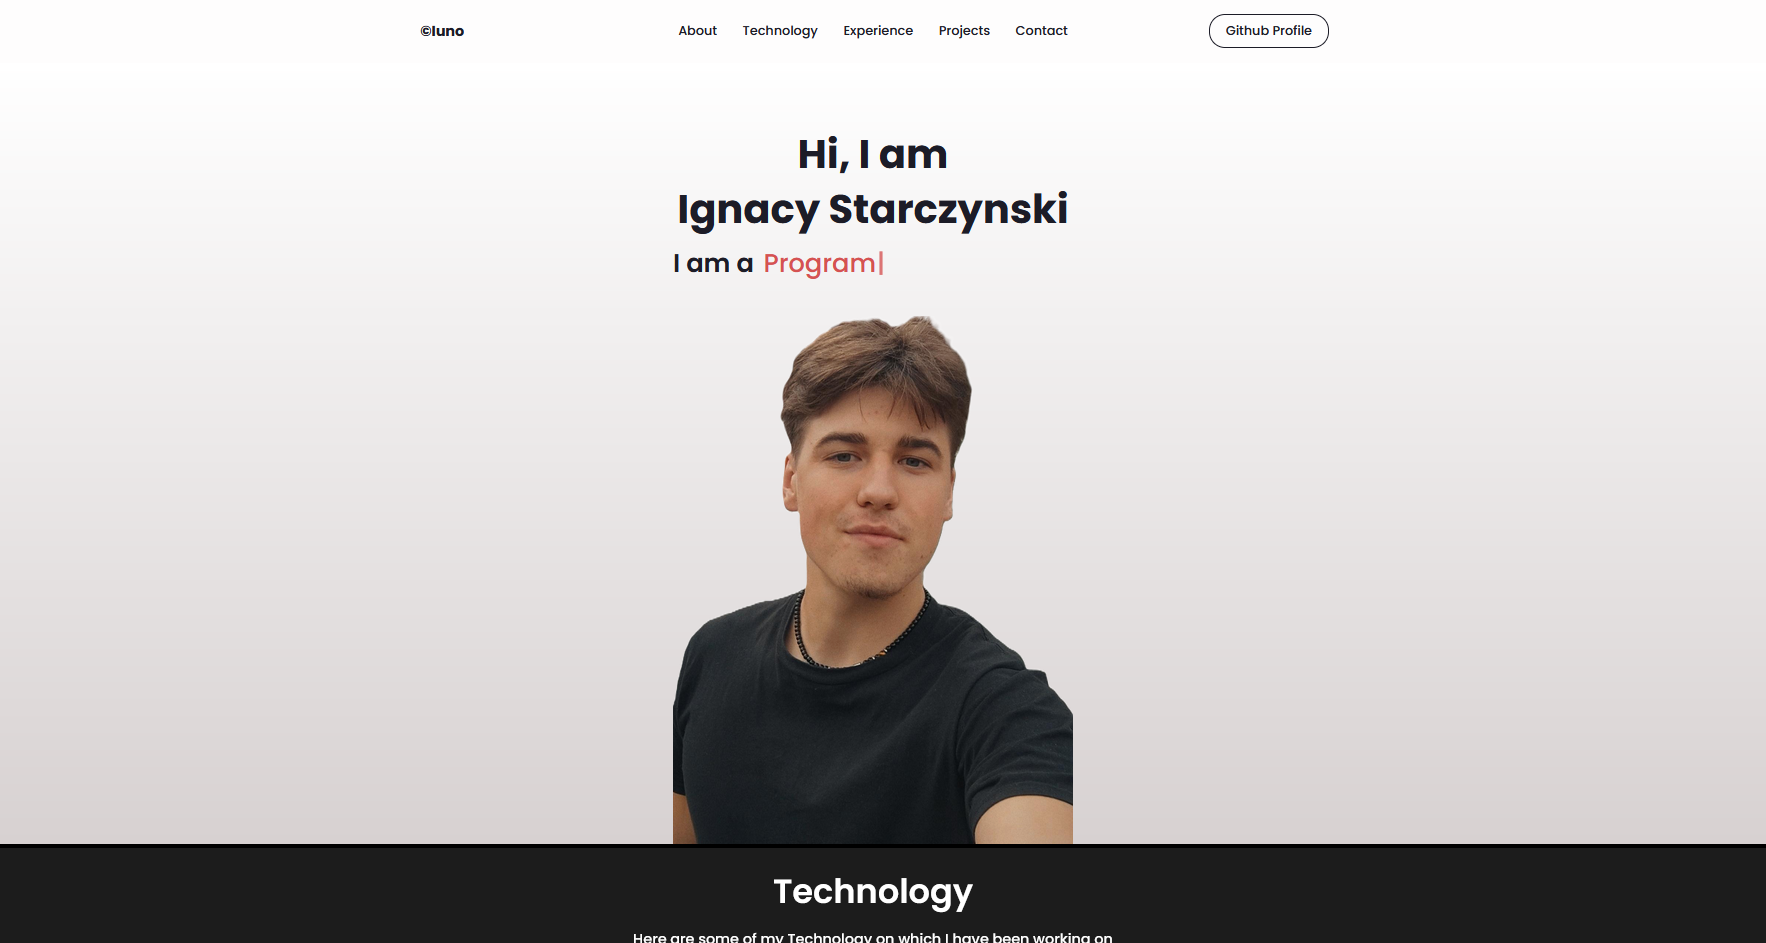 ©luno
About Technology Experience Projects Contact
Github Profile
Hi, I am
Ignacy Starczynski
I am a Program|
Technology
Here are some of my Technology on which I have been working on